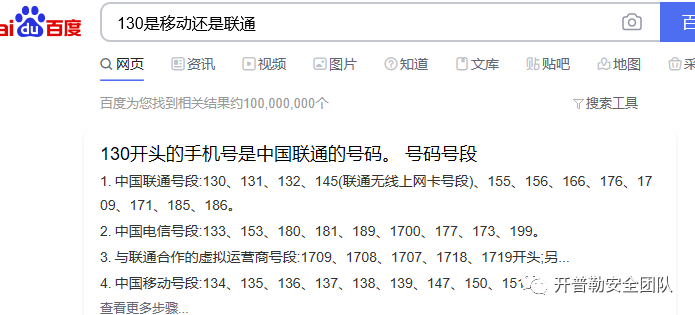 Bai du 百度
130是移动还是联通
百
网页 资讯 视频 图片 知道 文库 贴吧 地图 采
百度为您找到相关结果约100,000,000个 搜索工具
130开头的手机号是中国联通的号码。 号码号段
1. 中国联通号段:130、131、132、145(联通无线上网卡号段)、155、156、166、176、17
09、171、185、186。
2. 中国电信号段:133、153、180、181、189、1700、177、173、199。
3. 与联通合作的虚拟运营商号段:1709、1708、1707、1718、1719开头;另...
4. 中国移动号段:134、135、136、137、138、139、147、150、151
开普勒安全团队
查看更多步骤...